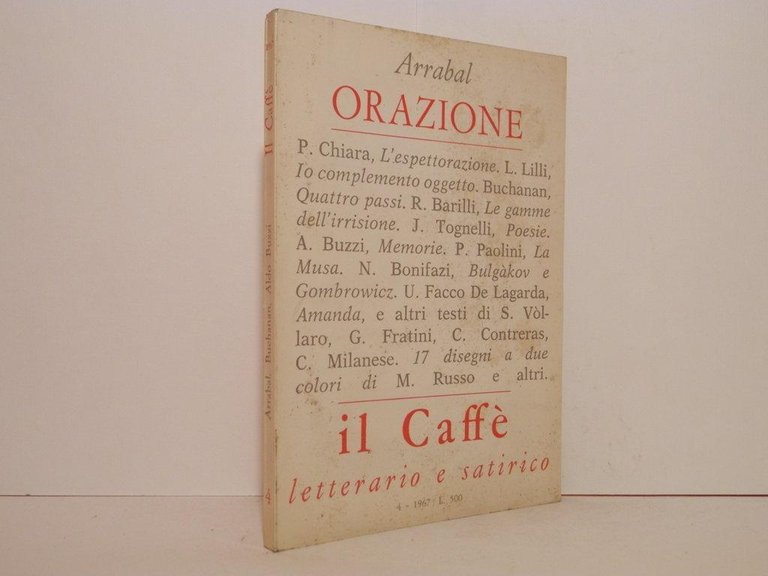 Arrabal
ORAZIONE
P. Chiara, L'espettorazione. L. Lilli,
Io complemento oggetto. Buchanan,
Quattro passi. R. Barilli, Le gamme
dell'irrisione. J. Tognelli, Poesie.
A. Buzzi, Memorie. P. Paolini, La
Musa. N. Bonifazi, Bulgàkov e
Gombrowicz. U. Facco De Lagarda,
Amanda, e altri testi di S. Vòl-
laro, G. Fratini, C. Contreras,
C. Milanese. 17 disegni a due
colori di M. Russo e altri.
il Caffè
letterario e satirico
4 - 1967 / L. 500
il Caffè
Arrabal, Buchanan, Aldo Buzzi
4